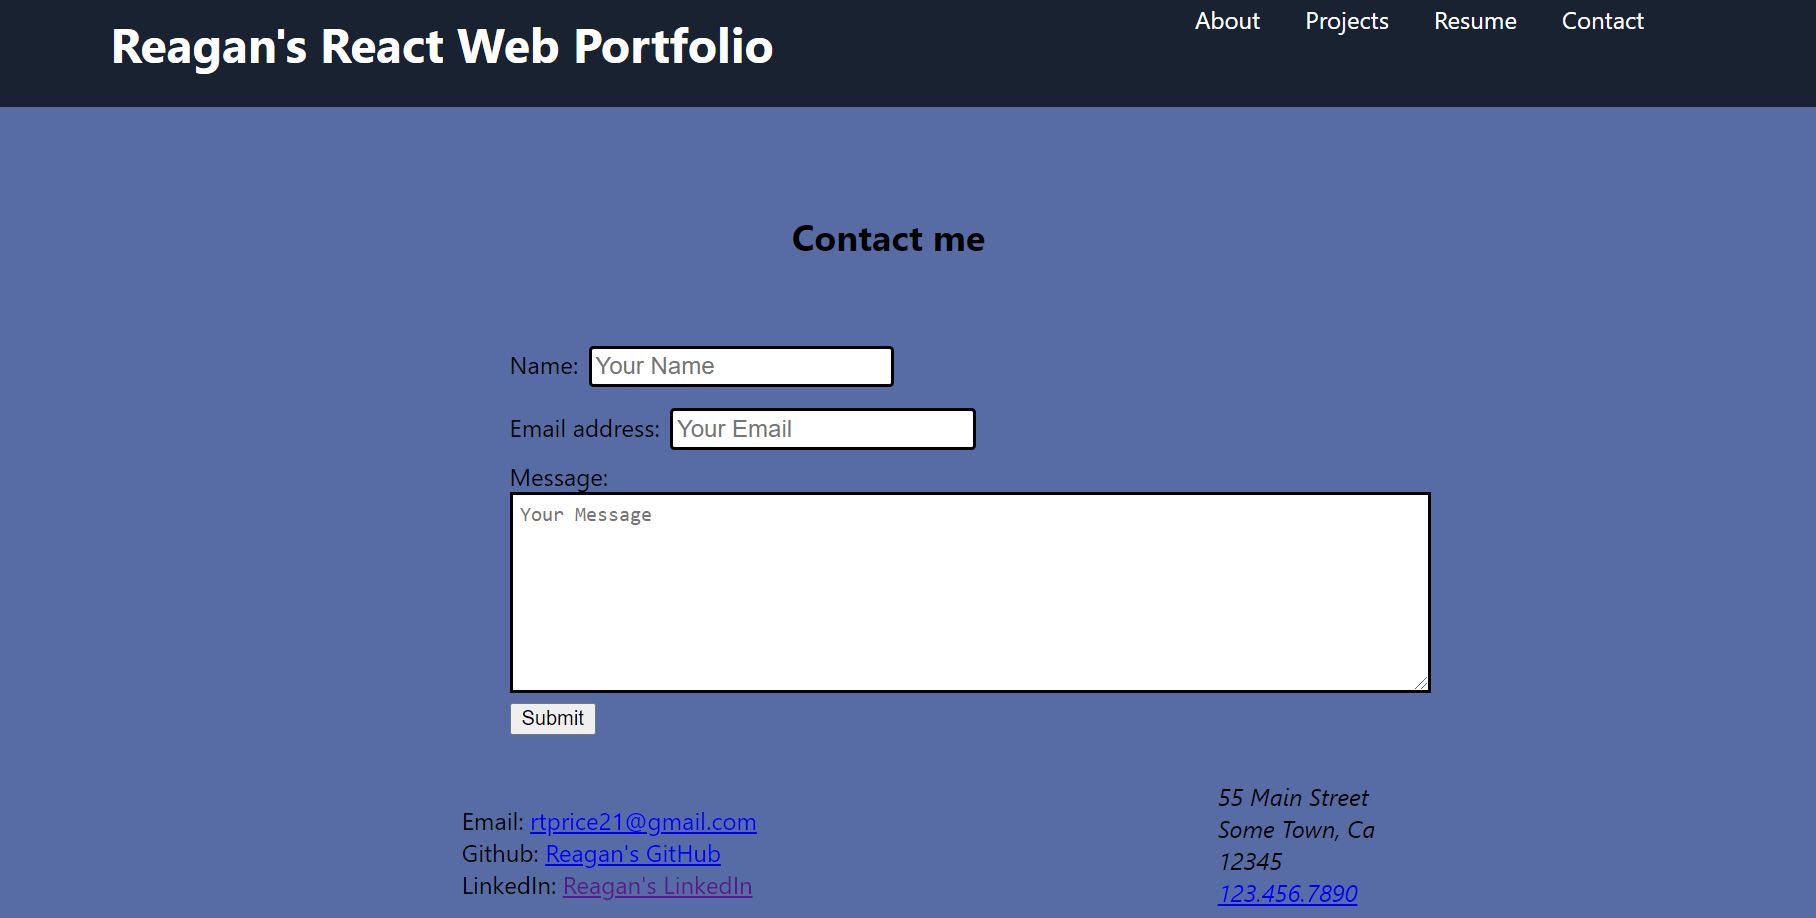 Reagan's React Web Portfolio
About Projects Resume Contact
Contact me
Name: Your Name
Email address: Your Email
Message:
Your Message
Submit
Email: rtprice21@gmail.com
Github: Reagan's GitHub
LinkedIn: Reagan's LinkedIn
55 Main Street
Some Town, Ca
12345
123.456.7890